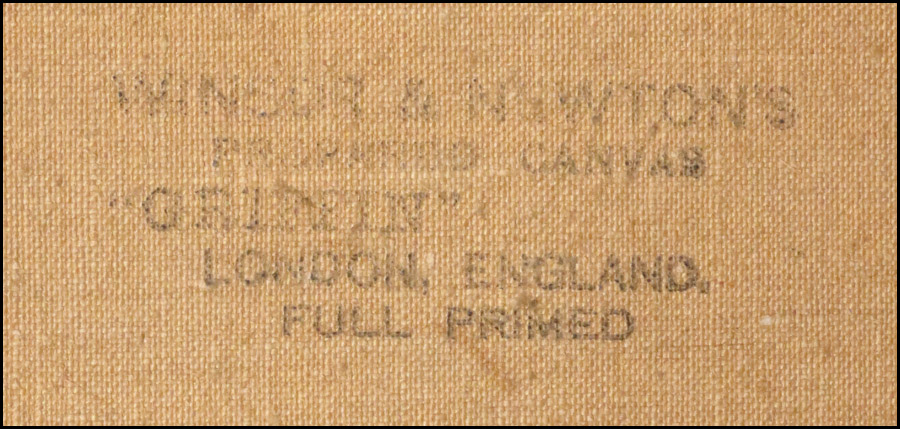 WINSOR & NEWTON'S
PREPARED CANVAS
"GRIFFIN"
LONDON, ENGLAND.
FULL PRIMED